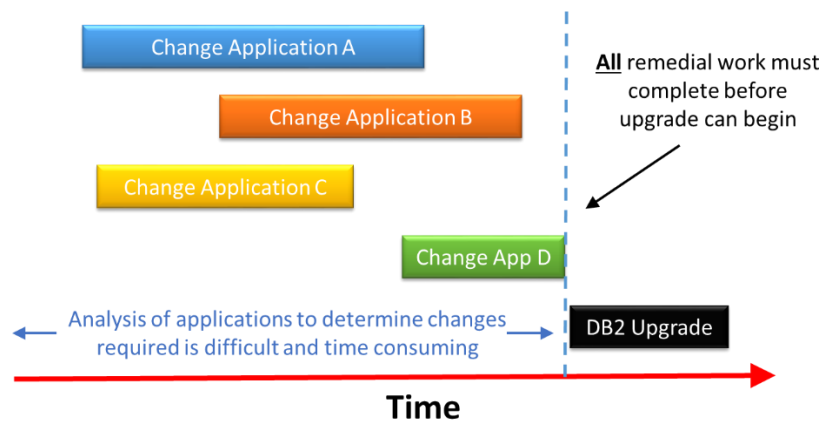 Change Application A
All remedial work must
complete before
upgrade can begin
Change Application B
Change Application C
Change App D
Analysis of applications to determine changes
required is difficult and time consuming
DB2 Upgrade
Time